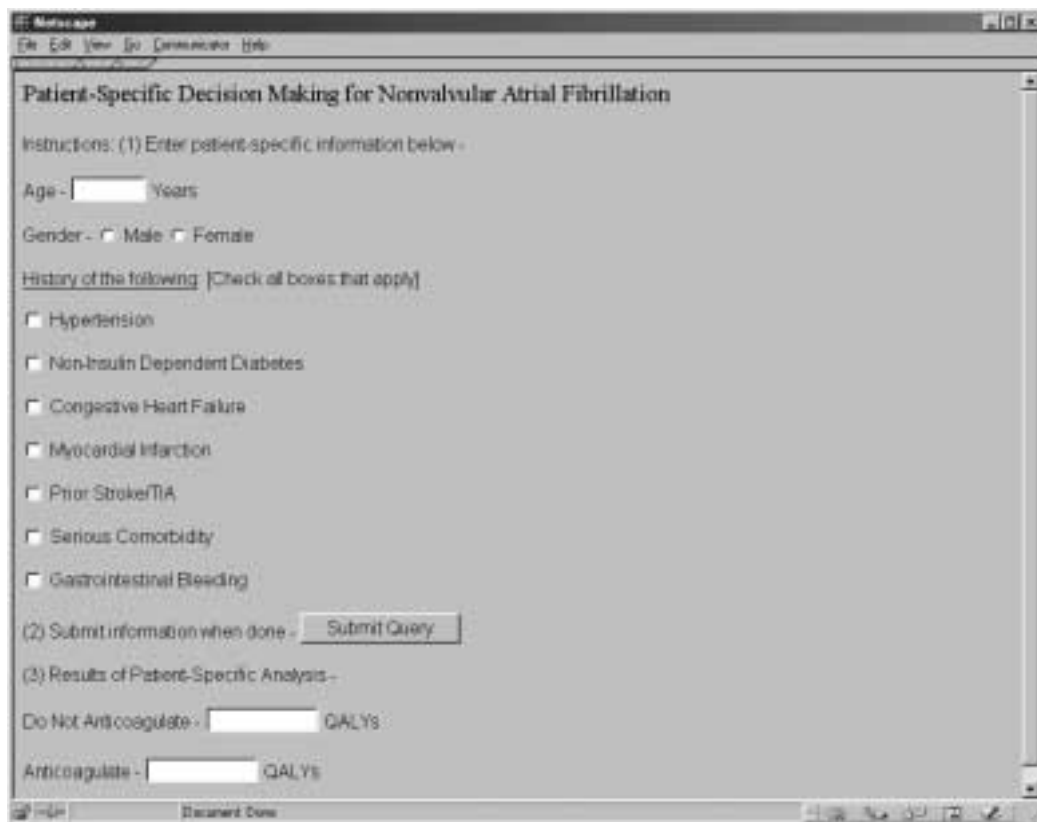 Netscape
File Edit View Go Communicator Help
Patient-Specific Decision Making for Nonvalvular Atrial Fibrillation
Instructions: (1) Enter patient-specific information below -
Age - Years
Gender - Male Female
History of the following: [Check all boxes that apply]
Hypertension
Non-Insulin Dependent Diabetes
Congestive Heart Failure
Myocardial Infarction
Prior Stroke/TIA
Serious Comorbidity
Gastrointestinal Bleeding
(2) Submit information when done - Submit Query
(3) Results of Patient-Specific Analysis -
Do Not Anticoagulate - QALYs
Anticoagulate - QALYs
Document Done